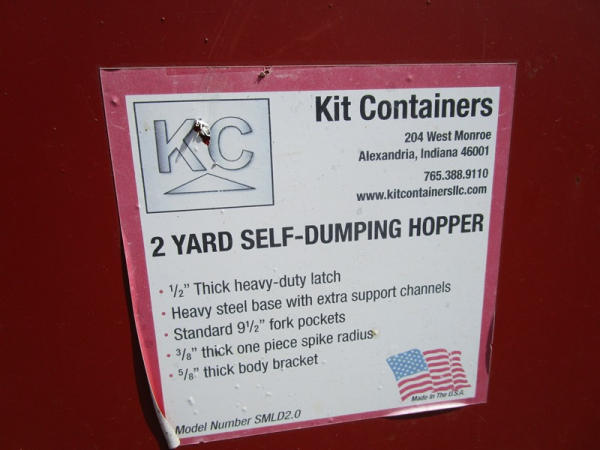 KC
Kit Containers
204 West Monroe
Alexandria, Indiana 46001
765.388.9110
www.kitcontainersllc.com
2 YARD SELF-DUMPING HOPPER
• 1/2" Thick heavy-duty latch
• Heavy steel base with extra support channels
• Standard 9 1/2" fork pockets
• 3/8" thick one piece spike radius
• 5/8" thick body bracket
Made In The U.S.A.
Model Number SMLD2.0